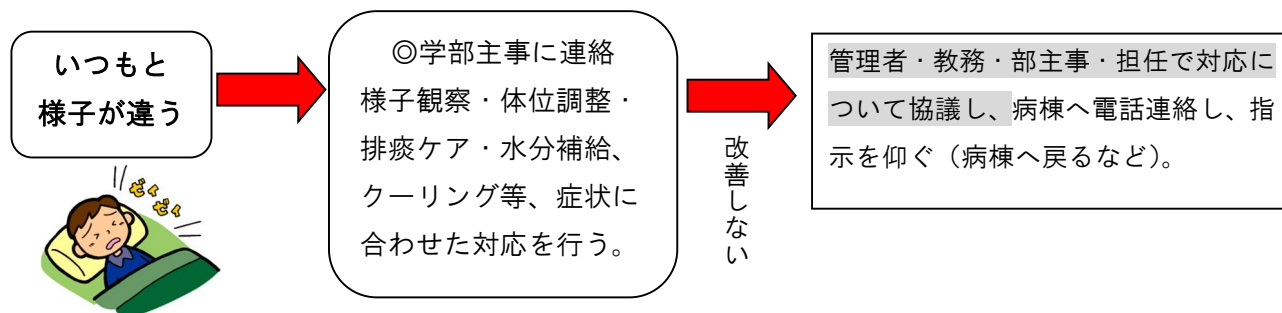 いつもと
様子が違う
ゼィ
ゼィ
◎学部主事に連絡
様子観察・体位調整・
排痰ケア・水分補給、
クーリング等、症状に
合わせた対応を行う。
改善しない
管理者・教務・部主事・担任で対応に
ついて協議し、病棟へ電話連絡し、指
示を仰ぐ（病棟へ戻るなど）。